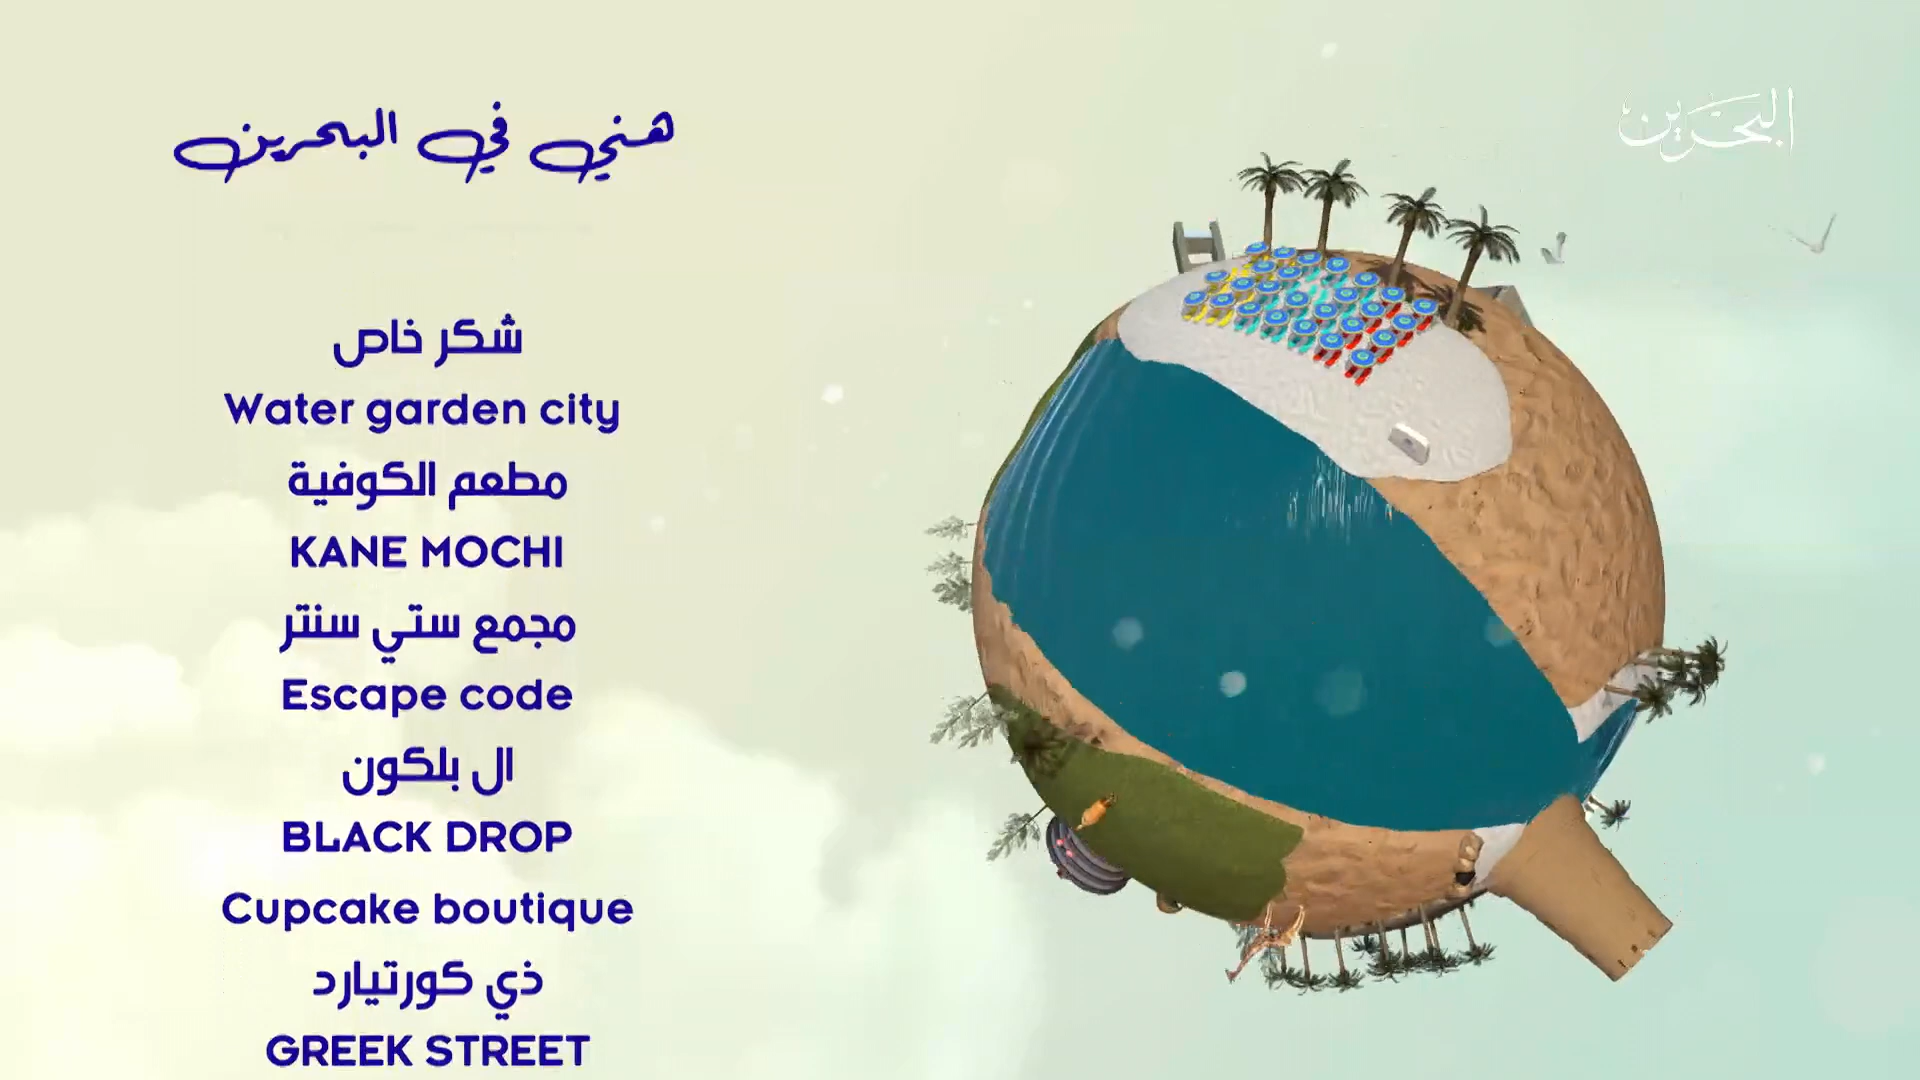 هني في البحرين
البحرين
شكر خاص
Water garden city
مطعم الكوفية
KANE MOCHI
مجمع ستي سنتر
Escape code
ال بلكون
BLACK DROP
Cupcake boutique
ذي كورتيارد
GREEK STREET